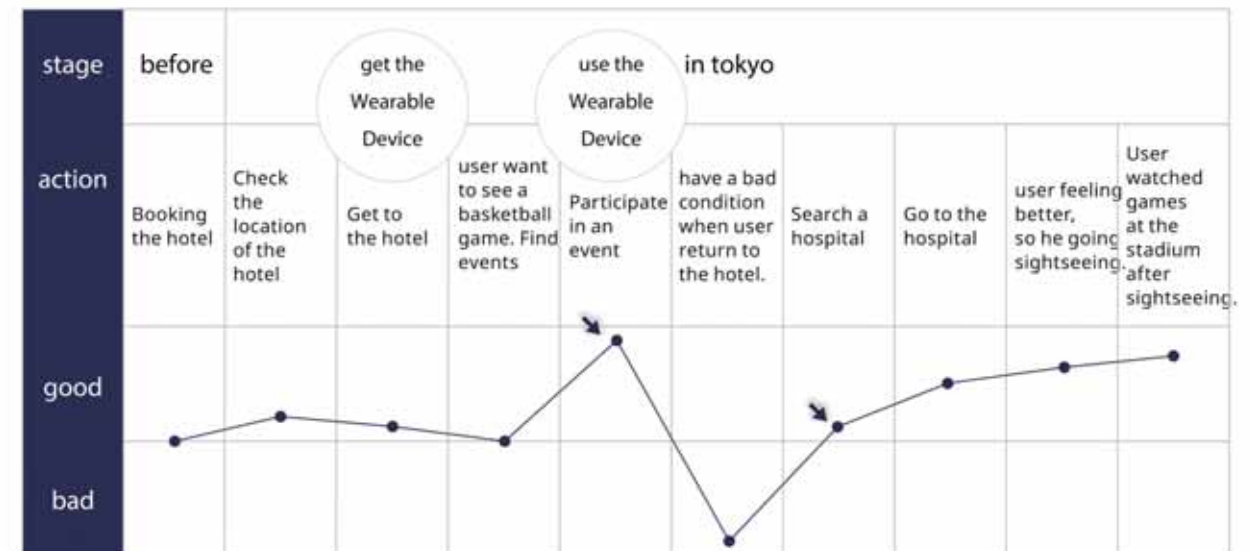 stage
before
get the
Wearable
Device
use the
Wearable
Device
in tokyo
action
Booking
the hotel
Check
the
location
of the
hotel
Get to
the hotel
user want
to see a
basketball
game. Find
events
Participate
in an
event
have a bad
condition
when user
return to
the hotel.
Search a
hospital
Go to the
hospital
user feeling
better,
so he going
sightseeing.
User
watched
games
at the
stadium
after
sightseeing.
good
bad